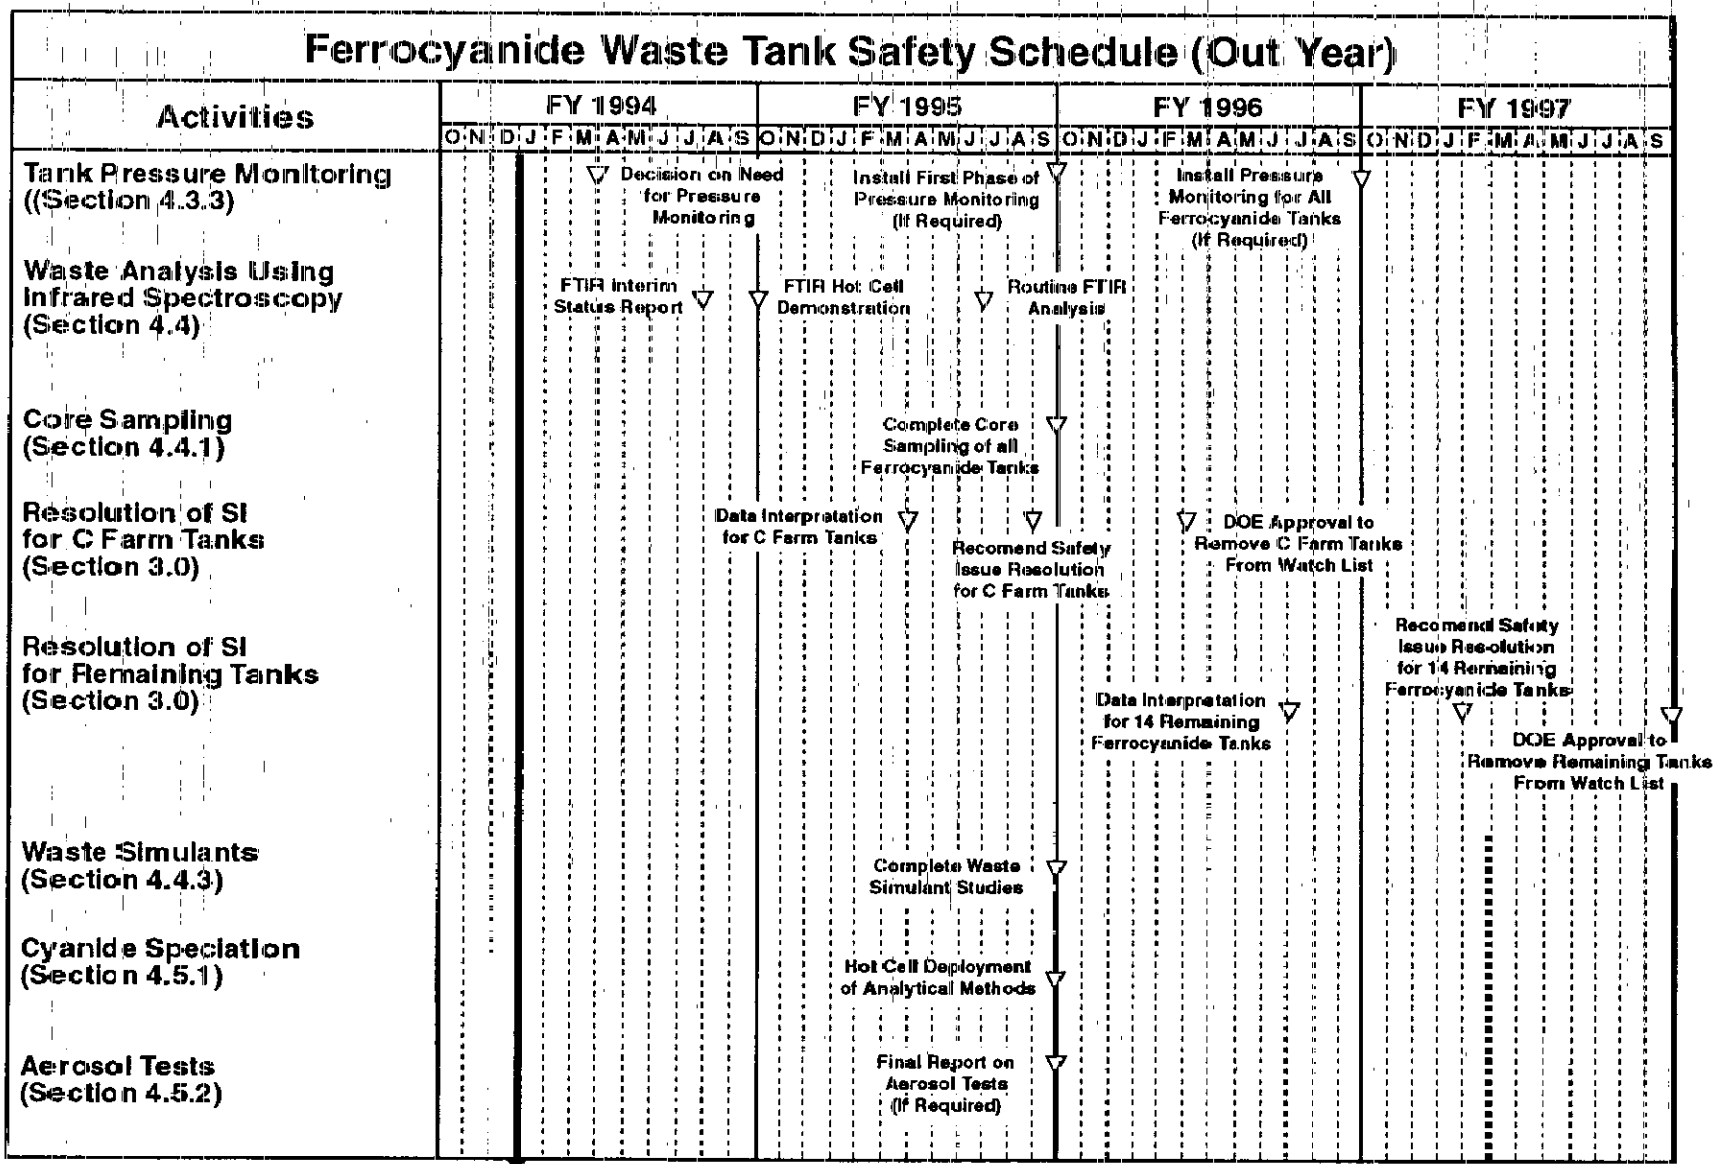 Ferrocyanide Waste Tank Safety Schedule (Out Year)
Activities
FY 1994
FY 1995
FY 1996
FY 1997
O N D J F M A M J J A S O N D J F M A M J J A S O N D J F M A M J J A S O N D J F M A M J J A S
Tank Pressure Monitoring
((Section 4.3.3)
Decision on Need
for Pressure
Monitoring
Install First Phase of
Pressure Monitoring
(If Required)
Install Pressure
Monitoring for All
Ferrocyanide Tanks
(If Required)
Waste Analysis Using
Infrared Spectroscopy
(Section 4.4)
FTIR Interim
Status Report
FTIR Hot Cell
Demonstration
Routine FTIR
Analysis
Core Sampling
(Section 4.4.1)
Complete Core
Sampling of all
Ferrocyanide Tanks
Resolution of SI
for C Farm Tanks
(Section 3.0)
Data Interpretation
for C Farm Tanks
Recomend Safety
Issue Resolution
for C Farm Tanks
DOE Approval to
Remove C Farm Tanks
From Watch List
Resolution of SI
for Remaining Tanks
(Section 3.0)
Data Interpretation
for 14 Remaining
Ferrocyanide Tanks
Recomend Safety
Issue Resolution
for 14 Remaining
Ferrocyanide Tanks
DOE Approval to
Remove Remaining Tanks
From Watch List
Waste Simulants
(Section 4.4.3)
Complete Waste
Simulant Studies
Cyanide Speciation
(Section 4.5.1)
Hot Cell Deployment
of Analytical Methods
Aerosol Tests
(Section 4.5.2)
Final Report on
Aerosol Tests
(If Required)